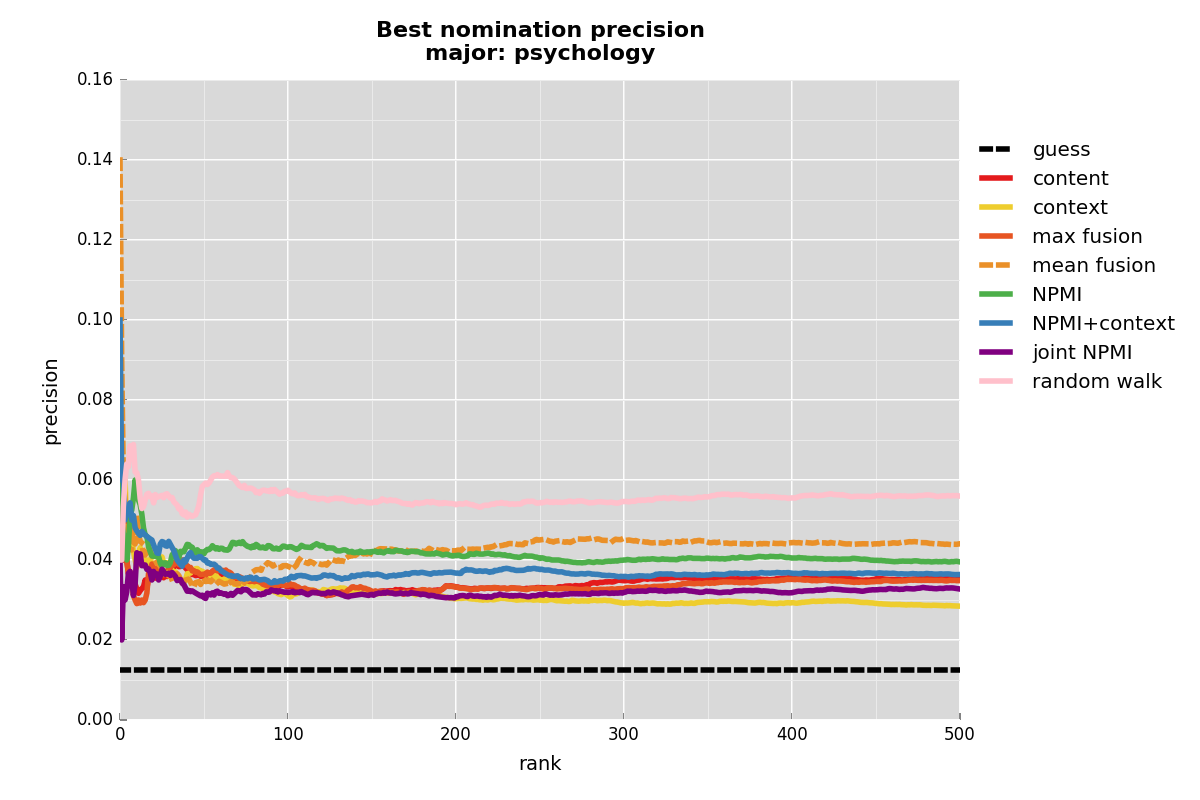 Best nomination precision
major: psychology
0.16
0.14
0.12
0.10
0.08
0.06
0.04
0.02
0.00
precision
0
100
200
300
400
500
rank
guess
content
context
max fusion
mean fusion
NPMI
NPMI+context
joint NPMI
random walk